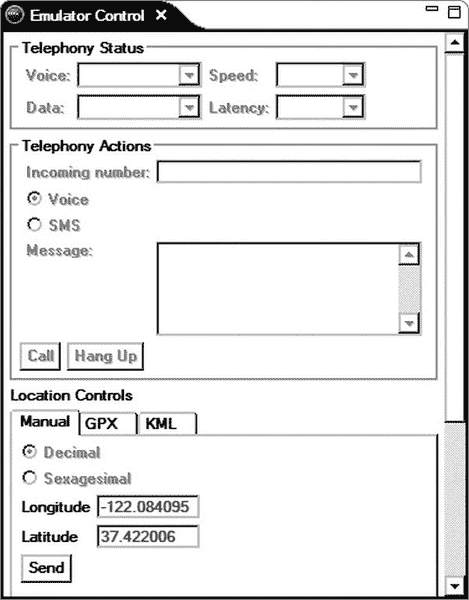 Emulator Control
Telephony Status
Voice: Speed:
Data: Latency:
Telephony Actions
Incoming number:
Voice
SMS
Message:
Call Hang Up
Location Controls
Manual GPX KML
Decimal
Sexagesimal
Longitude -122.084095
Latitude 37.422006
Send